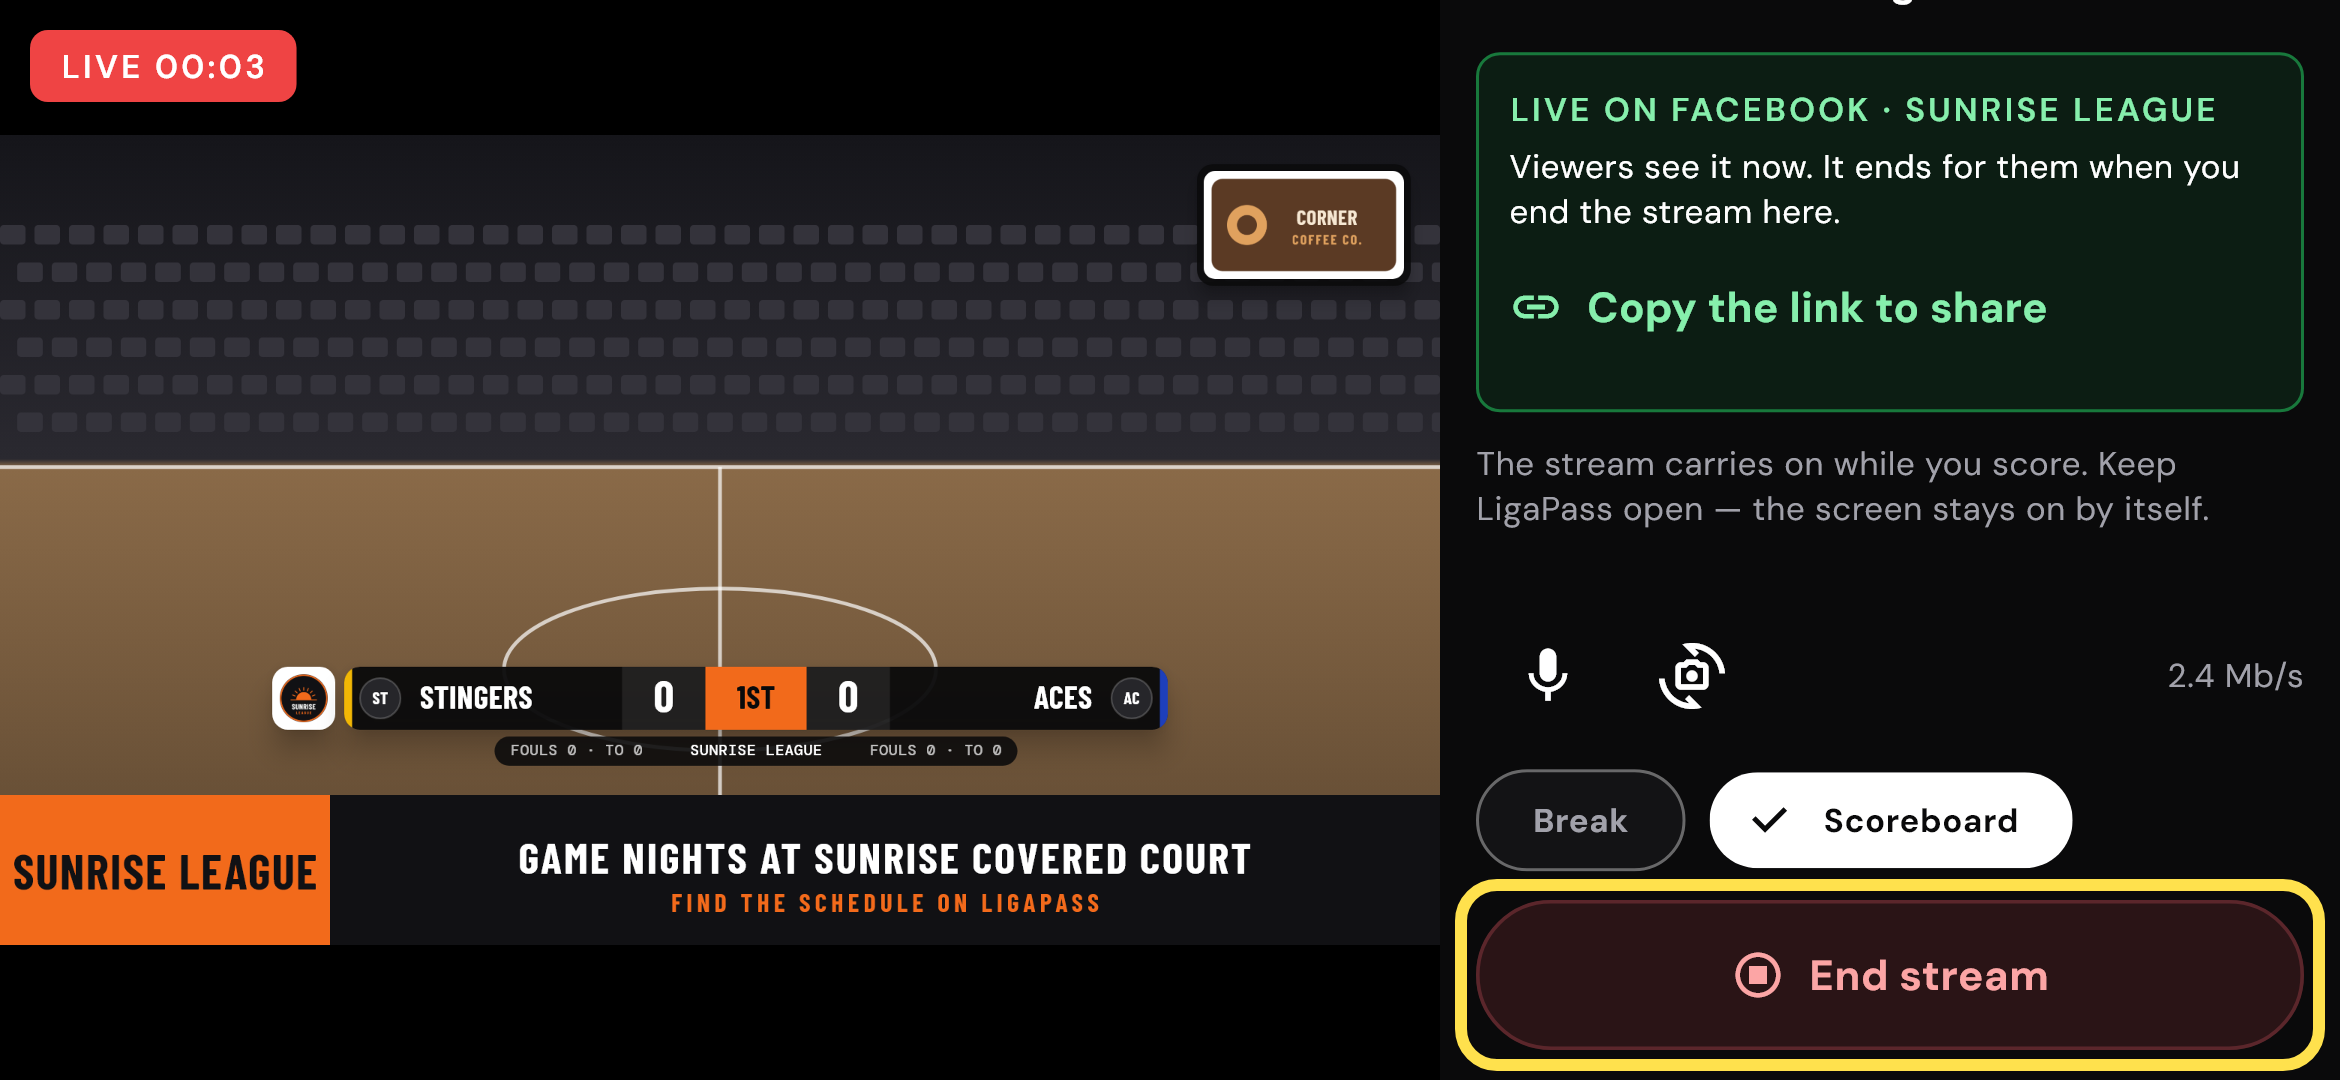 LIVE 00:03
CORNER
COFFEE CO.
SUNRISE
ST
STINGERS
0
1ST
0
ACES
AC
FOULS 0 · TO 0
SUNRISE LEAGUE
FOULS 0 · TO 0
SUNRISE LEAGUE
GAME NIGHTS AT SUNRISE COVERED COURT
FIND THE SCHEDULE ON LIGAPASS
LIVE ON FACEBOOK · SUNRISE LEAGUE
Viewers see it now. It ends for them when you
end the stream here.
Copy the link to share
The stream carries on while you score. Keep
LigaPass open — the screen stays on by itself.
2.4 Mb/s
Break
Scoreboard
End stream